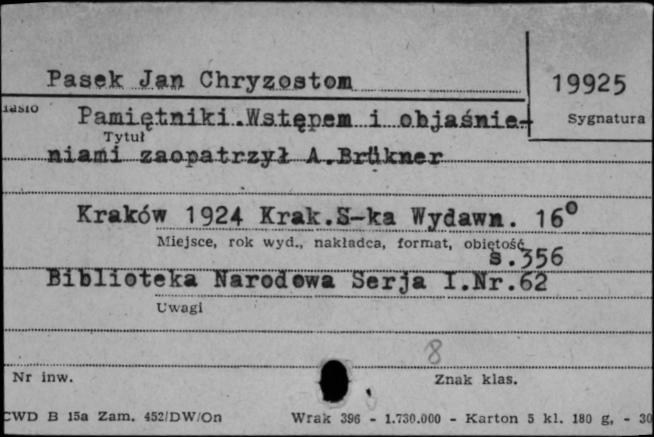 Pasek Jan Chryzostom
19925
Sygnatura
Pamiętniki.Wstępem i objaśnie-
Tytuł
niami zaopatrzył A.Brükner
Kraków 1924 Krak.S-ka Wydawn. 16°
Miejsce, rok wyd., nakładca, format, objętość
s.356
Biblioteka Narodowa Serja I.Nr.62
Uwagi
8
Nr inw.
Znak klas.
CWD B 15a Zam. 452/DW/On
Wrak 396 - 1.730.000 - Karton 5 kl. 180 g, - 30